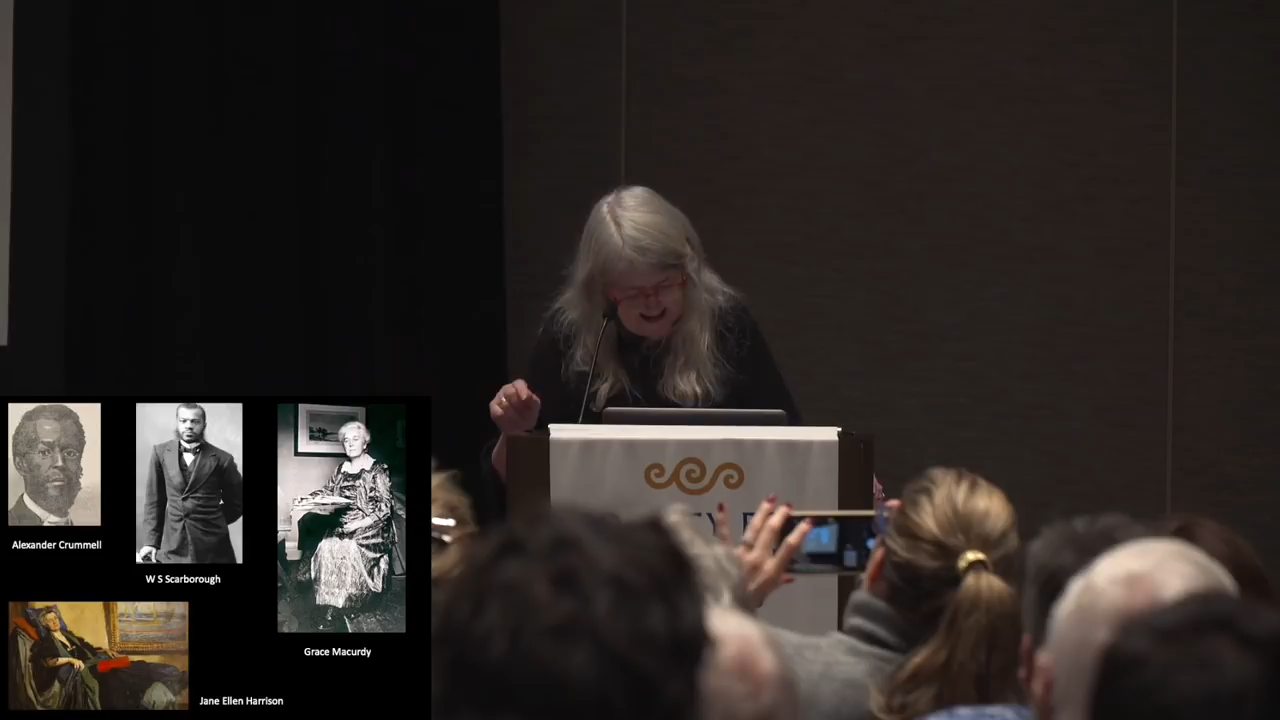 Alexander Crummell
W S Scarborough
Grace Macurdy
Jane Ellen Harrison